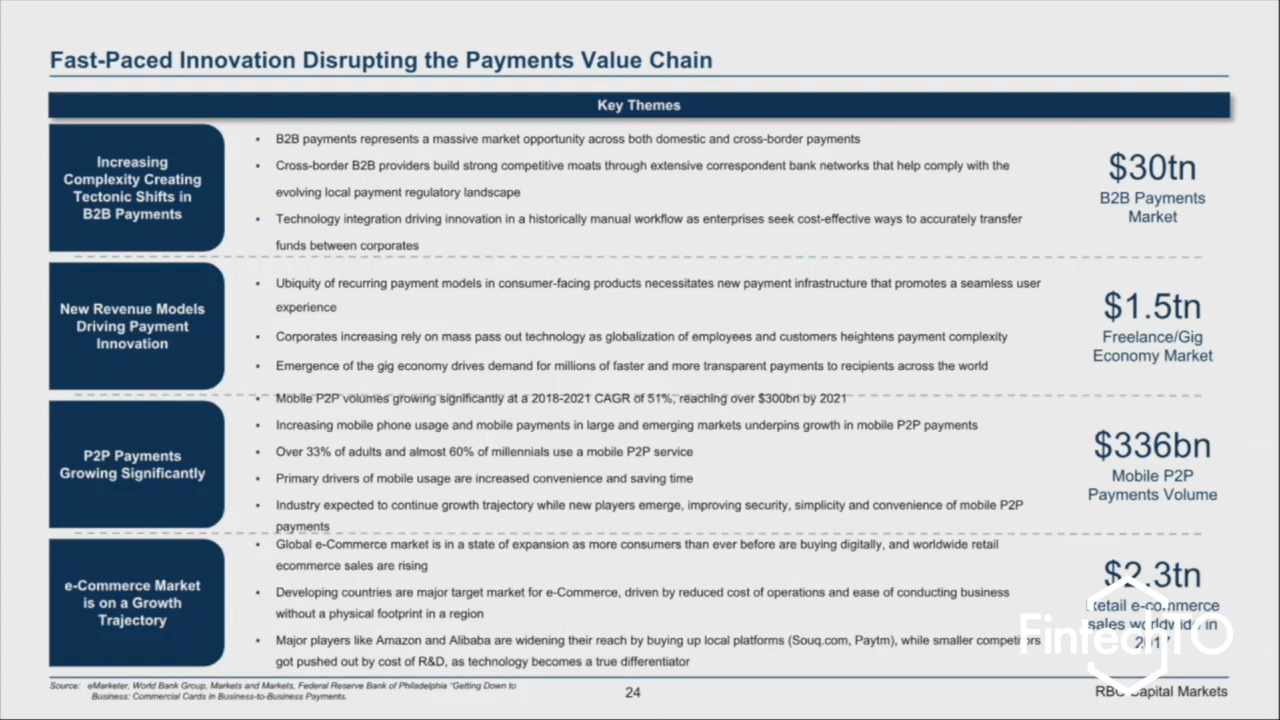 Fast-Paced Innovation Disrupting the Payments Value Chain
Key Themes
Increasing
Complexity Creating
Tectonic Shifts in
B2B Payments
▪ B2B payments represents a massive market opportunity across both domestic and cross-border payments
▪ Cross-border B2B providers build strong competitive moats through extensive correspondent bank networks that help comply with the
evolving local payment regulatory landscape
▪ Technology integration driving innovation in a historically manual workflow as enterprises seek cost-effective ways to accurately transfer
funds between corporates
$30tn
B2B Payments
Market
New Revenue Models
Driving Payment
Innovation
▪ Ubiquity of recurring payment models in consumer-facing products necessitates new payment infrastructure that promotes a seamless user
experience
▪ Corporates increasing rely on mass pass out technology as globalization of employees and customers heightens payment complexity
▪ Emergence of the gig economy drives demand for millions of faster and more transparent payments to recipients across the world
$1.5tn
Freelance/Gig
Economy Market
P2P Payments
Growing Significantly
▪ Mobile P2P volumes growing significantly at a 2018-2021 CAGR of 51%, reaching over $300bn by 2021
▪ Increasing mobile phone usage and mobile payments in large and emerging markets underpins growth in mobile P2P payments
▪ Over 33% of adults and almost 60% of millennials use a mobile P2P service
▪ Primary drivers of mobile usage are increased convenience and saving time
▪ Industry expected to continue growth trajectory while new players emerge, improving security, simplicity and convenience of mobile P2P
payments
$336bn
Mobile P2P
Payments Volume
e-Commerce Market
is on a Growth
Trajectory
▪ Global e-Commerce market is in a state of expansion as more consumers than ever before are buying digitally, and worldwide retail
ecommerce sales are rising
▪ Developing countries are major target market for e-Commerce, driven by reduced cost of operations and ease of conducting business
without a physical footprint in a region
▪ Major players like Amazon and Alibaba are widening their reach by buying up local platforms (Souq.com, Paytm), while smaller competitors
got pushed out by cost of R&D, as technology becomes a true differentiator
$2.3tn
Retail e-commerce
sales worldwide in
2017
FintechTO
Source: eMarketer, World Bank Group, Markets and Markets, Federal Reserve Bank of Philadelphia "Getting Down to
Business: Commercial Cards in Business-to-Business Payments.
24
RBC Capital Markets